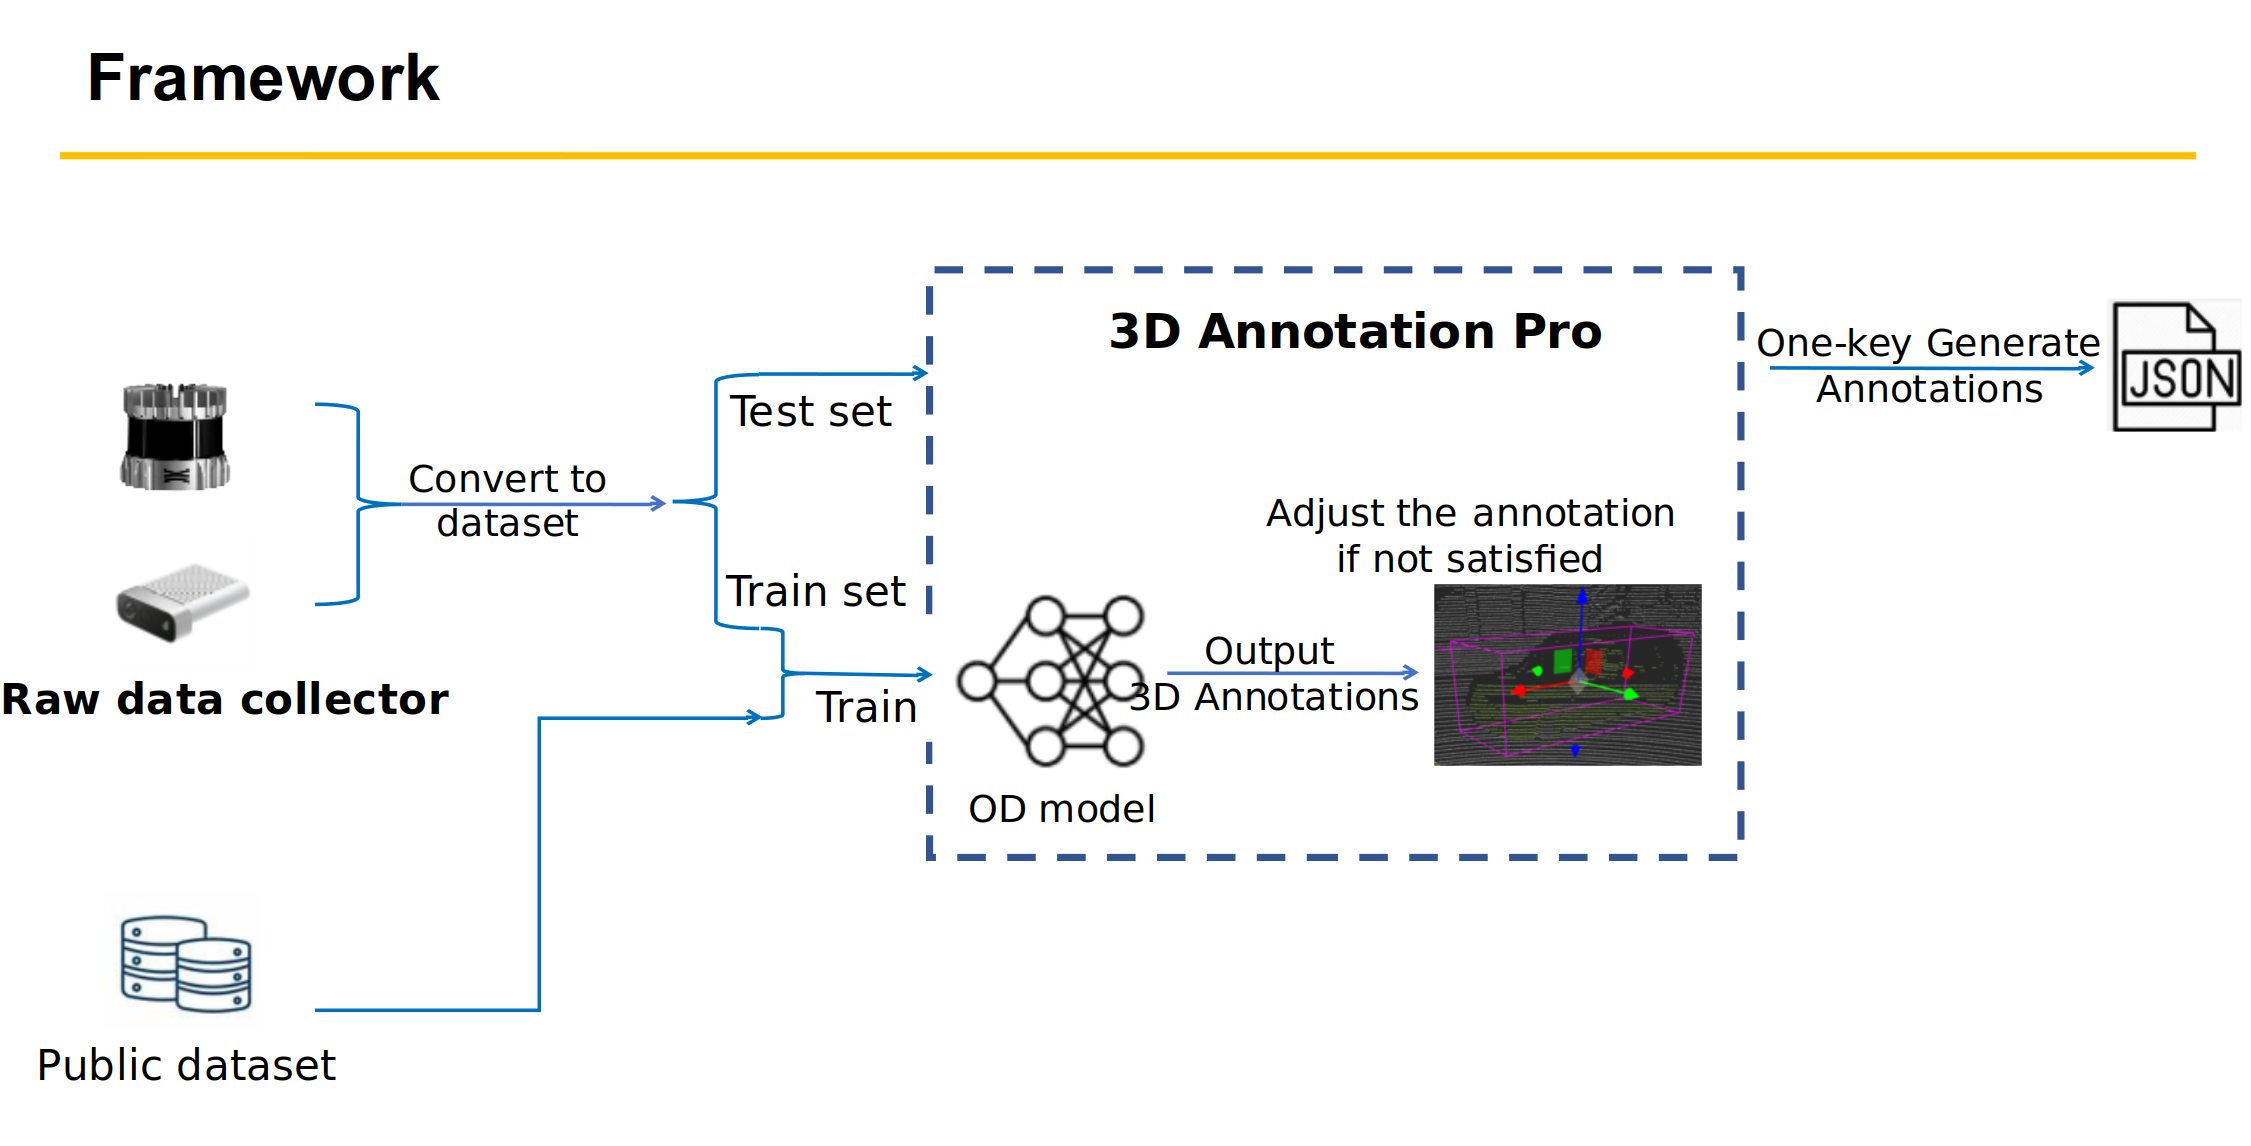 Framework
3D Annotation Pro
One-key Generate
Annotations
JSON
Test set
Convert to
dataset
Adjust the annotation
if not satisfied
Train set
Output
3D Annotations
Raw data collector
Train
OD model
Public dataset